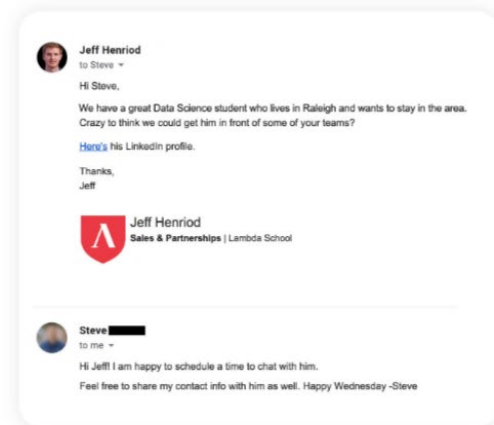 Jeff Henriod
to Steve
Hi Steve,
We have a great Data Science student who lives in Raleigh and wants to stay in the area.
Crazy to think we could get him in front of some of your teams?
Here's his LinkedIn profile.
Thanks,
Jeff
Jeff Henriod
Sales & Partnerships | Lambda School
Steve
to me
Hi Jeff! I am happy to schedule a time to chat with him.
Feel free to share my contact info with him as well. Happy Wednesday -Steve